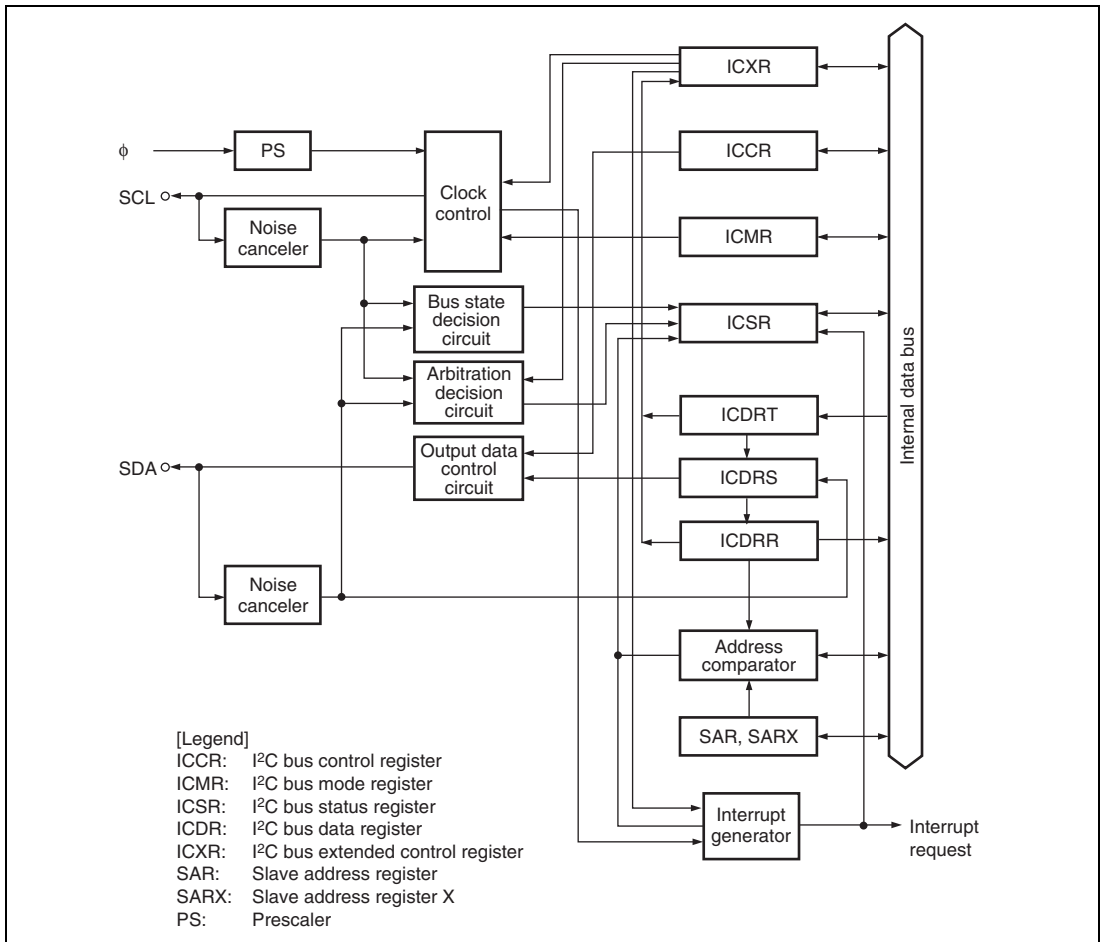 ICXR
φ
PS
ICCR
SCL
Clock
control
Noise
canceler
ICMR
Bus state
decision
circuit
ICSR
Internal data bus
Arbitration
decision
circuit
ICDRT
SDA
Output data
control
circuit
ICDRS
ICDRR
Noise
canceler
Address
comparator
SAR, SARX
[Legend]
ICCR: I²C bus control register
ICMR: I²C bus mode register
ICSR: I²C bus status register
ICDR: I²C bus data register
ICXR: I²C bus extended control register
SAR: Slave address register
SARX: Slave address register X
PS: Prescaler
Interrupt
generator
Interrupt
request